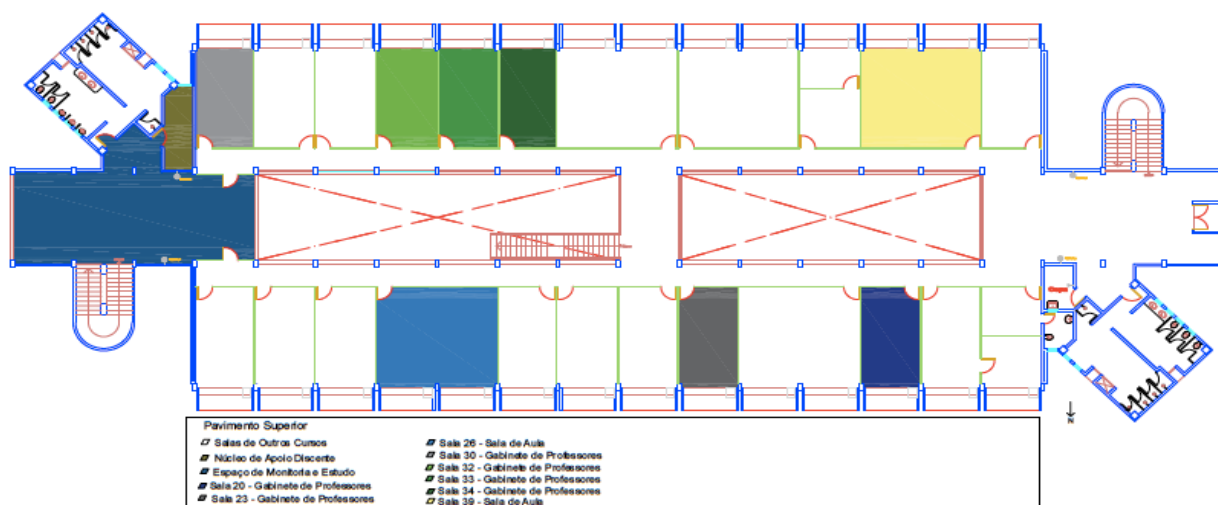 Pavimento Superior
Salas de Outros Cursos
Núcleo de Apoio Discente
Espaço de Monitoria e Estudo
Sala 20 - Gabinete de Professores
Sala 23 - Gabinete de Professores
Sala 26 - Sala de Aula
Sala 30 - Gabinete de Professores
Sala 32 - Gabinete de Professores
Sala 33 - Gabinete de Professores
Sala 34 - Gabinete de Professores
Sala 39 - Sala de Aula
N